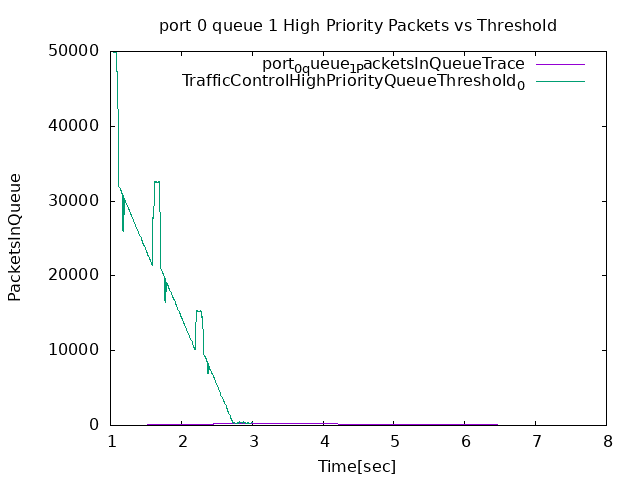 port 0 queue 1 High Priority Packets vs Threshold
port0queue1PacketsInQueueTrace
TrafficControlHighPriorityQueueThreshold0
50000
40000
30000
20000
10000
0
PacketsInQueue
1 2 3 4 5 6 7 8
Time[sec]